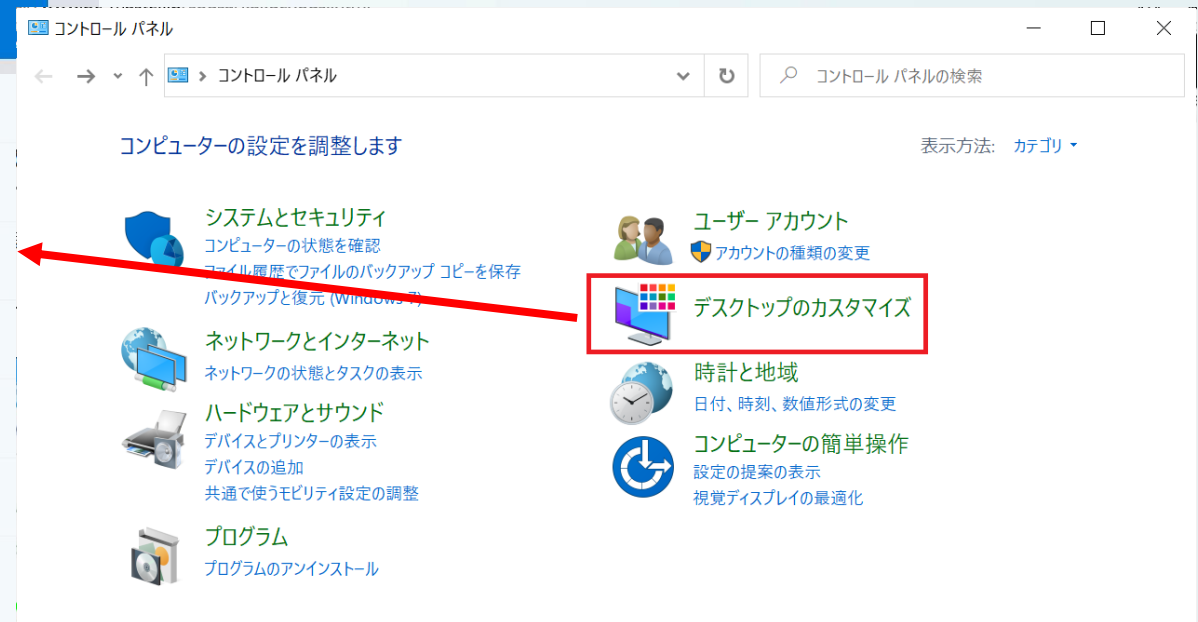 コントロール パネル
コントロール パネル
コントロール パネルの検索
コンピューターの設定を調整します
表示方法: カテゴリ
システムとセキュリティ
コンピューターの状態を確認
ファイル履歴でファイルのバックアップ コピーを保存
バックアップと復元 (Windows 7)
ネットワークとインターネット
ネットワークの状態とタスクの表示
ハードウェアとサウンド
デバイスとプリンターの表示
デバイスの追加
共通で使うモビリティ設定の調整
プログラム
プログラムのアンインストール
ユーザー アカウント
アカウントの種類の変更
デスクトップのカスタマイズ
時計と地域
日付、時刻、数値形式の変更
コンピューターの簡単操作
設定の提案の表示
視覚ディスプレイの最適化